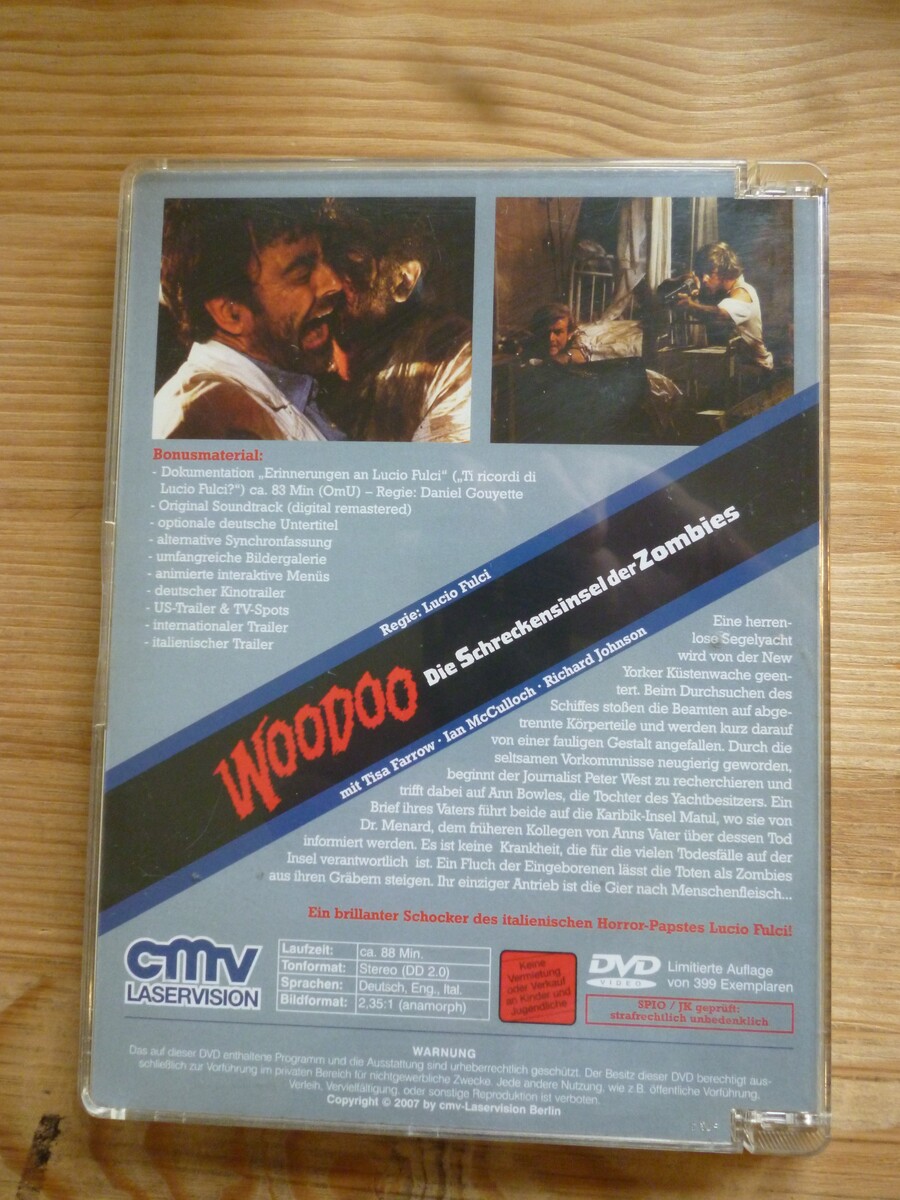 Bonusmaterial:
- Dokumentation „Erinnerungen an Lucio Fulci" („Ti ricordi di
Lucio Fulci?") ca. 83 Min (OmU) – Regie: Daniel Gouyette
- Original Soundtrack (digital remastered)
- optionale deutsche Untertitel
- alternative Synchronfassung
- umfangreiche Bildergalerie
- animierte interaktive Menüs
- deutscher Kinotrailer
- US-Trailer & TV-Spots
- internationaler Trailer
- italienischer Trailer
Regie: Lucio Fulci
WOODOO Die Schreckensinsel der Zombies
mit Tisa Farrow · Ian McCulloch · Richard Johnson
Eine herren-
lose Segelyacht
wird von der New
Yorker Küstenwache geen-
tert. Beim Durchsuchen des
Schiffes stoßen die Beamten auf abge-
trennte Körperteile und werden kurz darauf
von einer fauligen Gestalt angefallen. Durch die
seltsamen Vorkommnisse neugierig geworden,
beginnt der Journalist Peter West zu recherchieren und
trifft dabei auf Ann Bowles, die Tochter des Yachtbesitzers. Ein
Brief ihres Vaters führt beide auf die Karibik-Insel Matul, wo sie von
Dr. Menard, dem früheren Kollegen von Anns Vater über dessen Tod
informiert werden. Es ist keine Krankheit, die für die vielen Todesfälle auf der
Insel verantwortlich ist. Ein Fluch der Eingeborenen lässt die Toten als Zombies
aus ihren Gräbern steigen. Ihr einziger Antrieb ist die Gier nach Menschenfleisch...
Ein brillanter Schocker des italienischen Horror-Papstes Lucio Fulci!
cmv
LASERVISION
Laufzeit: ca. 88 Min.
Tonformat: Stereo (DD 2.0)
Sprachen: Deutsch, Eng., Ital.
Bildformat: 2,35:1 (anamorph)
Keine
Vermietung
oder Verkauf
an Kinder und
Jugendliche
DVD
VIDEO
Limitierte Auflage
von 399 Exemplaren
SPIO / JK geprüft:
strafrechtlich unbedenklich
WARNUNG
Das auf dieser DVD enthaltene Programm und die Ausstattung sind urheberrechtlich geschützt. Der Besitz dieser DVD berechtigt aus-
schließlich zur Vorführung im privaten Bereich für nichtgewerbliche Zwecke. Jede andere Nutzung, wie z.B. öffentliche Vorführung,
Verleih, Vervielfältigung, oder sonstige Reproduktion ist verboten.
Copyright © 2007 by cmv-Laservision Berlin